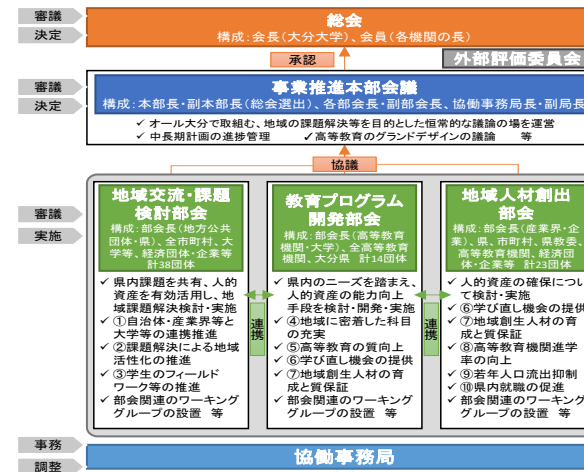 審議
決定
総会
構成:会長(大分大学)、会員(各機関の長)
承認
外部評価委員会
審議
決定
事業推進本部会議
構成:本部長・副本部長(総会選出)、各部会長・副部会長、協働事務局長・副局長
✓ オール大分で取組む、地域の課題解決等を目的とした恒常的な議論の場を運営
✓ 中長期計画の進捗管理 ✓高等教育のグランドデザインの議論 等
協議
審議
実施
地域交流・課題
検討部会
構成:部会長(地方公共
団体・県)、全市町村、大
学等、経済団体・企業等
計38団体
✓ 県内課題を共有、人的
資産を有効活用し、地
域課題解決検討・実施
✓ ①自治体・産業界等と
大学等の連携推進
✓ ②課題解決による地域
活性化の推進
✓ ③学生のフィールド
ワーク等の推進
✓ 部会関連のワーキング
グループの設置 等
連携
教育プログラム
開発部会
構成:部会長(高等教育
機関・大学)、全高等教育
機関、大分県 計14団体
✓ 県内のニーズを踏まえ、
人的資産の能力向上
手段を検討・開発・実施
✓ ④地域に密着した科目
の充実
✓ ⑤高等教育の質向上
✓ ⑥学び直し機会の提供
✓ ⑦地域創生人材の育
成と質保証
✓ 部会関連のワーキング
グループの設置 等
連携
地域人材創出
部会
構成:部会長(産業界・企
業)、県、市町村、県教委、
高等教育機関、経済団
体・企業等 計23団体
✓ 人的資産の確保につい
て検討・実施
✓ ⑥学び直し機会の提供
✓ ⑦地域創生人材の育
成と質保証
✓ ⑧高等教育機関進学
率の向上
✓ ⑨若年人口流出抑制
✓ ⑩県内就職の促進
✓ 部会関連のワーキング
グループの設置 等
事務
調整
協働事務局